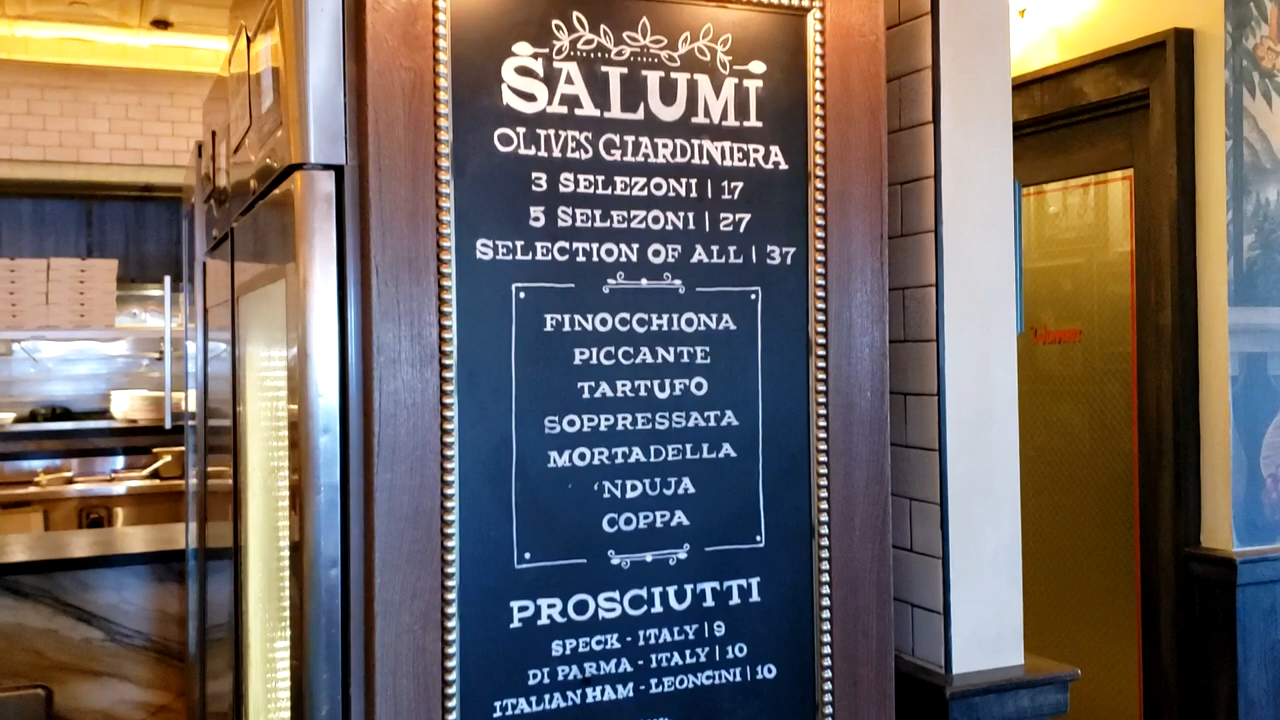 SALUMI
OLIVES GIARDINIERA
3 SELEZONI | 17
5 SELEZONI | 27
SELECTION OF ALL | 37
FINOCCHIONA
PICCANTE
TARTUFO
SOPPRESSATA
MORTADELLA
'NDUJA
COPPA
PROSCIUTTI
SPECK - ITALY | 9
DI PARMA - ITALY | 10
ITALIAN HAM - LEONCINI | 10